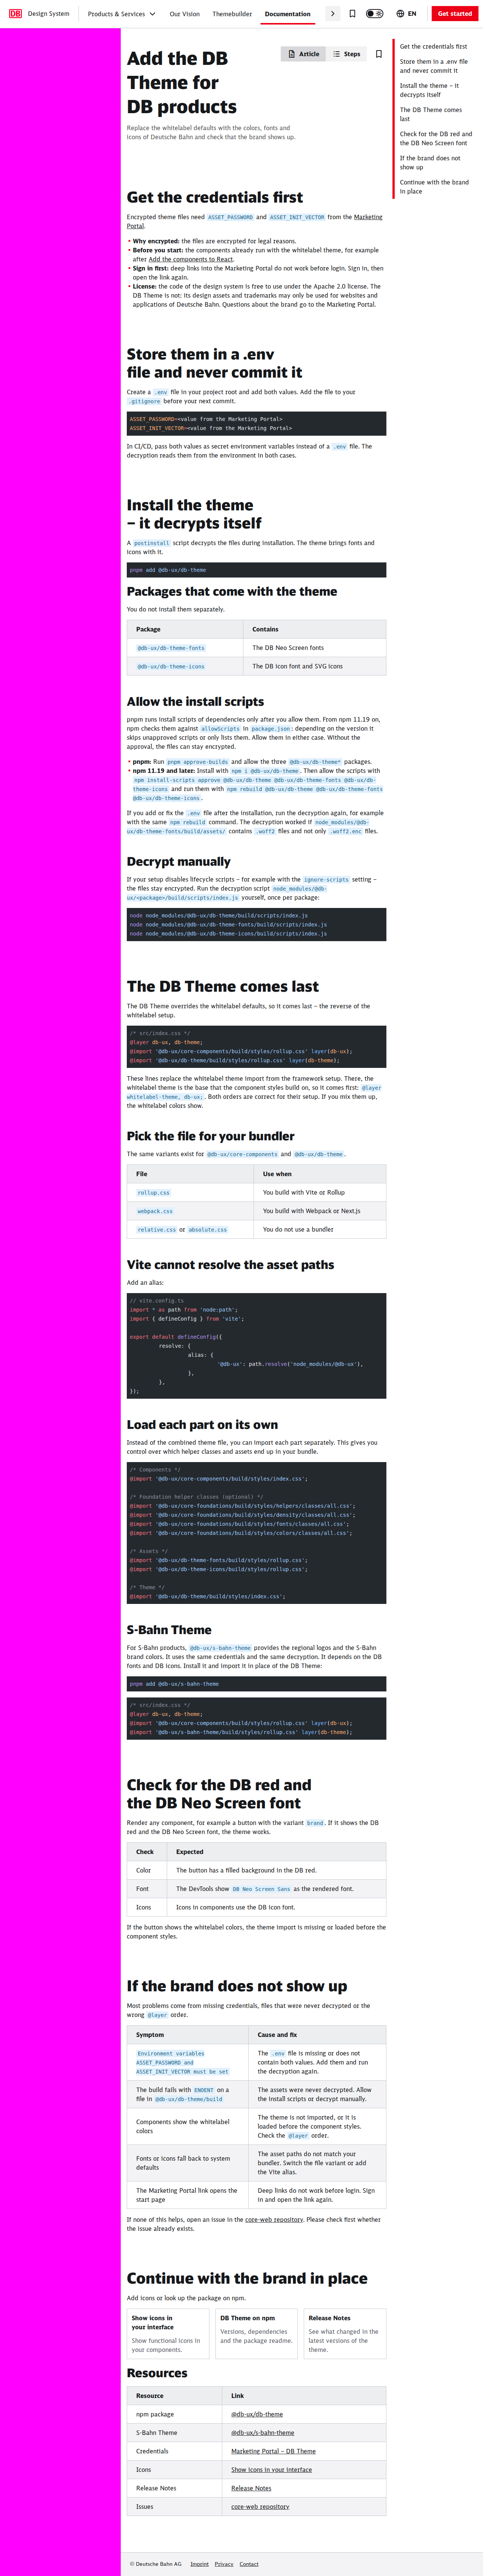 DB Design System Products & Services Our Vision Themebuilder Documentation EN Get started
Add the DB
Theme for
DB products
Article Steps
Replace the whitelabel defaults with the colors, fonts and
icons of Deutsche Bahn and check that the brand shows up.
Get the credentials first
Store them in a .env file
and never commit it
Install the theme – it
decrypts itself
The DB Theme comes
last
Check for the DB red and
the DB Neo Screen font
If the brand does not
show up
Continue with the brand
in place
Get the credentials first
Encrypted theme files need ASSET_PASSWORD and ASSET_INIT_VECTOR from the Marketing
Portal.
• Why encrypted: the files are encrypted for legal reasons.
• Before you start: the components already run with the whitelabel theme, for example
after Add the components to React.
• Sign in first: deep links into the Marketing Portal do not work before login. Sign in, then
open the link again.
• License: the code of the design system is free to use under the Apache 2.0 license. The
DB Theme is not: its design assets and trademarks may only be used for websites and
applications of Deutsche Bahn. Questions about the brand go to the Marketing Portal.
Store them in a .env
file and never commit it
Create a .env file in your project root and add both values. Add the file to your
.gitignore before your next commit.
ASSET_PASSWORD=<value from the Marketing Portal>
ASSET_INIT_VECTOR=<value from the Marketing Portal>
In CI/CD, pass both values as secret environment variables instead of a .env file. The
decryption reads them from the environment in both cases.
Install the theme
– it decrypts itself
A postinstall script decrypts the files during installation. The theme brings fonts and
icons with it.
pnpm add @db-ux/db-theme
Packages that come with the theme
You do not install them separately.
Package Contains
@db-ux/db-theme-fonts The DB Neo Screen fonts
@db-ux/db-theme-icons The DB icon font and SVG icons
Allow the install scripts
pnpm runs install scripts of dependencies only after you allow them. From npm 11.19 on,
npm checks them against allowScripts in package.json: depending on the version it
skips unapproved scripts or only lists them. Allow them in either case. Without the
approval, the files can stay encrypted.
• pnpm: Run pnpm approve-builds and allow the three @db-ux/db-theme* packages.
• npm 11.19 and later: Install with npm i @db-ux/db-theme. Then allow the scripts with
npm install-scripts approve @db-ux/db-theme @db-ux/db-theme-fonts @db-ux/db-
theme-icons and run them with npm rebuild @db-ux/db-theme @db-ux/db-theme-fonts
@db-ux/db-theme-icons.
If you add or fix the .env file after the installation, run the decryption again, for example
with the same npm rebuild command. The decryption worked if node_modules/@db-
ux/db-theme-fonts/build/assets/ contains .woff2 files and not only .woff2.enc files.
Decrypt manually
If your setup disables lifecycle scripts – for example with the ignore-scripts setting –
the files stay encrypted. Run the decryption script node_modules/@db-
ux/<package>/build/scripts/index.js yourself, once per package:
node node_modules/@db-ux/db-theme/build/scripts/index.js
node node_modules/@db-ux/db-theme-fonts/build/scripts/index.js
node node_modules/@db-ux/db-theme-icons/build/scripts/index.js
The DB Theme comes last
The DB Theme overrides the whitelabel defaults, so it comes last – the reverse of the
whitelabel setup.
/* src/index.css */
@layer db-ux, db-theme;
@import '@db-ux/core-components/build/styles/rollup.css' layer(db-ux);
@import '@db-ux/db-theme/build/styles/rollup.css' layer(db-theme);
These lines replace the whitelabel theme import from the framework setup. There, the
whitelabel theme is the base that the component styles build on, so it comes first: @layer
whitelabel-theme, db-ux;. Both orders are correct for their setup. If you mix them up,
the whitelabel colors show.
Pick the file for your bundler
The same variants exist for @db-ux/core-components and @db-ux/db-theme.
File Use when
rollup.css You build with Vite or Rollup
webpack.css You build with Webpack or Next.js
relative.css or absolute.css You do not use a bundler
Vite cannot resolve the asset paths
Add an alias:
// vite.config.ts
import * as path from 'node:path';
import { defineConfig } from 'vite';
export default defineConfig({
resolve: {
alias: {
'@db-ux': path.resolve('node_modules/@db-ux'),
},
},
});
Load each part on its own
Instead of the combined theme file, you can import each part separately. This gives you
control over which helper classes and assets end up in your bundle.
/* Components */
@import '@db-ux/core-components/build/styles/index.css';
/* Foundation helper classes (optional) */
@import '@db-ux/core-foundations/build/styles/helpers/classes/all.css';
@import '@db-ux/core-foundations/build/styles/density/classes/all.css';
@import '@db-ux/core-foundations/build/styles/fonts/classes/all.css';
@import '@db-ux/core-foundations/build/styles/colors/classes/all.css';
/* Assets */
@import '@db-ux/db-theme-fonts/build/styles/rollup.css';
@import '@db-ux/db-theme-icons/build/styles/rollup.css';
/* Theme */
@import '@db-ux/db-theme/build/styles/index.css';
S-Bahn Theme
For S-Bahn products, @db-ux/s-bahn-theme provides the regional logos and the S-Bahn
brand colors. It uses the same credentials and the same decryption. It depends on the DB
fonts and DB icons. Install it and import it in place of the DB Theme:
pnpm add @db-ux/s-bahn-theme
/* src/index.css */
@layer db-ux, db-theme;
@import '@db-ux/core-components/build/styles/rollup.css' layer(db-ux);
@import '@db-ux/s-bahn-theme/build/styles/rollup.css' layer(db-theme);
Check for the DB red and
the DB Neo Screen font
Render any component, for example a button with the variant brand. If it shows the DB
red and the DB Neo Screen font, the theme works.
Check Expected
Color The button has a filled background in the DB red.
Font The DevTools show DB Neo Screen Sans as the rendered font.
Icons Icons in components use the DB icon font.
If the button shows the whitelabel colors, the theme import is missing or loaded before the
component styles.
If the brand does not show up
Most problems come from missing credentials, files that were never decrypted or the
wrong @layer order.
Symptom Cause and fix
Environment variables
ASSET_PASSWORD and
ASSET_INIT_VECTOR must be set
The .env file is missing or does not
contain both values. Add them and run
the decryption again.
The build fails with ENOENT on a
file in @db-ux/db-theme/build
The assets were never decrypted. Allow
the install scripts or decrypt manually.
Components show the whitelabel
colors
The theme is not imported, or it is
loaded before the component styles.
Check the @layer order.
Fonts or icons fall back to system
defaults
The asset paths do not match your
bundler. Switch the file variant or add
the Vite alias.
The Marketing Portal link opens the
start page
Deep links do not work before login. Sign
in and open the link again.
If none of this helps, open an issue in the core-web repository. Please check first whether
the issue already exists.
Continue with the brand in place
Add icons or look up the package on npm.
Show icons in
your interface
Show functional icons in
your components.
DB Theme on npm
Versions, dependencies
and the package readme.
Release Notes
See what changed in the
latest versions of the
theme.
Resources
Resource Link
npm package @db-ux/db-theme
S-Bahn Theme @db-ux/s-bahn-theme
Credentials Marketing Portal – DB Theme
Icons Show icons in your interface
Release Notes Release Notes
Issues core-web repository
© Deutsche Bahn AG Imprint Privacy Contact